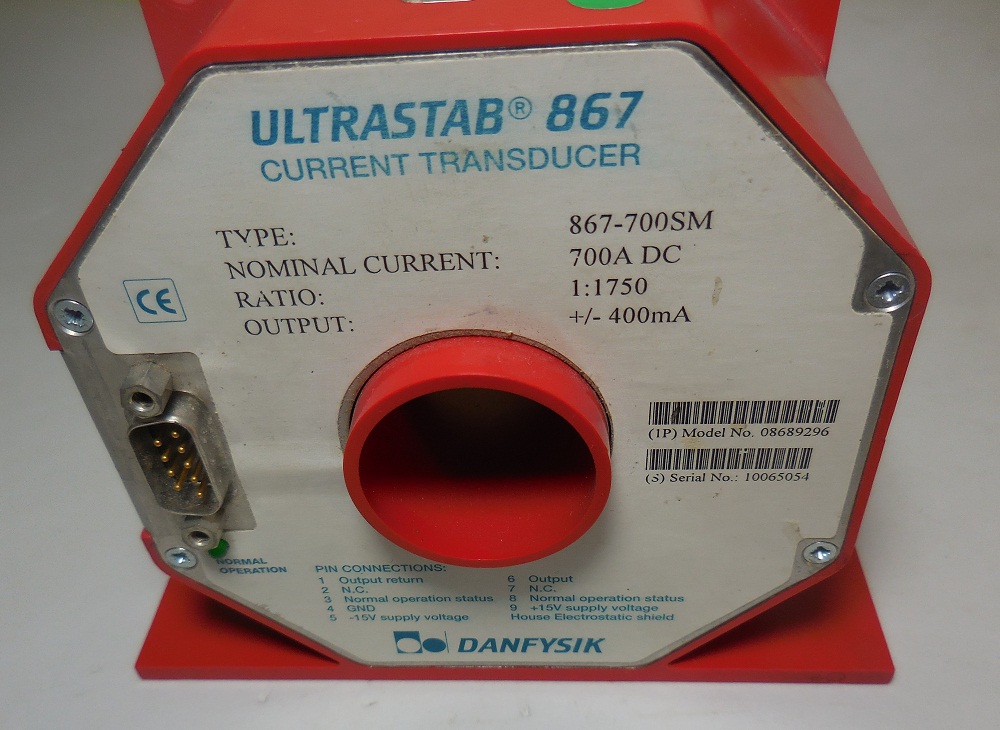 ULTRASTAB® 867
CURRENT TRANSDUCER
TYPE: 867-700SM
NOMINAL CURRENT: 700A DC
RATIO: 1:1750
OUTPUT: +/- 400mA
CE
(1P) Model No. 08689296
(S) Serial No.: 10065054
NORMAL
OPERATION
PIN CONNECTIONS:
1 Output return 6 Output
2 N.C. 7 N.C.
3 Normal operation status 8 Normal operation status
4 GND 9 +15V supply voltage
5 -15V supply voltage House Electrostatic shield
DANFYSIK